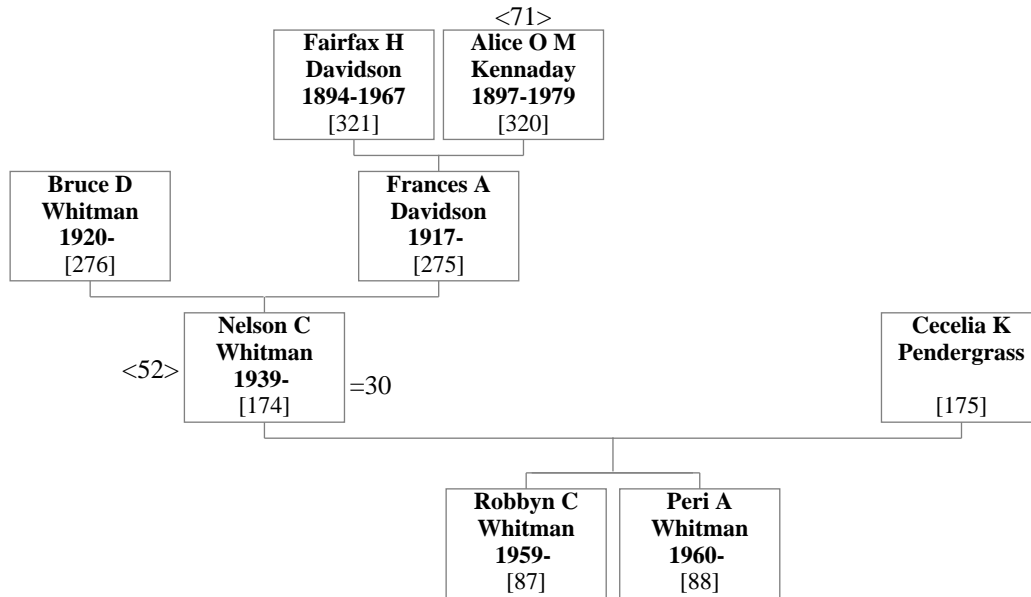 <71>
Fairfax H
Davidson
1894-1967
[321]
Alice O M
Kennaday
1897-1979
[320]
Bruce D
Whitman
1920-
[276]
Frances A
Davidson
1917-
[275]
<52>
Nelson C
Whitman
1939-
[174]
=30
Cecelia K
Pendergrass
[175]
Robbyn C
Whitman
1959-
[87]
Peri A
Whitman
1960-
[88]